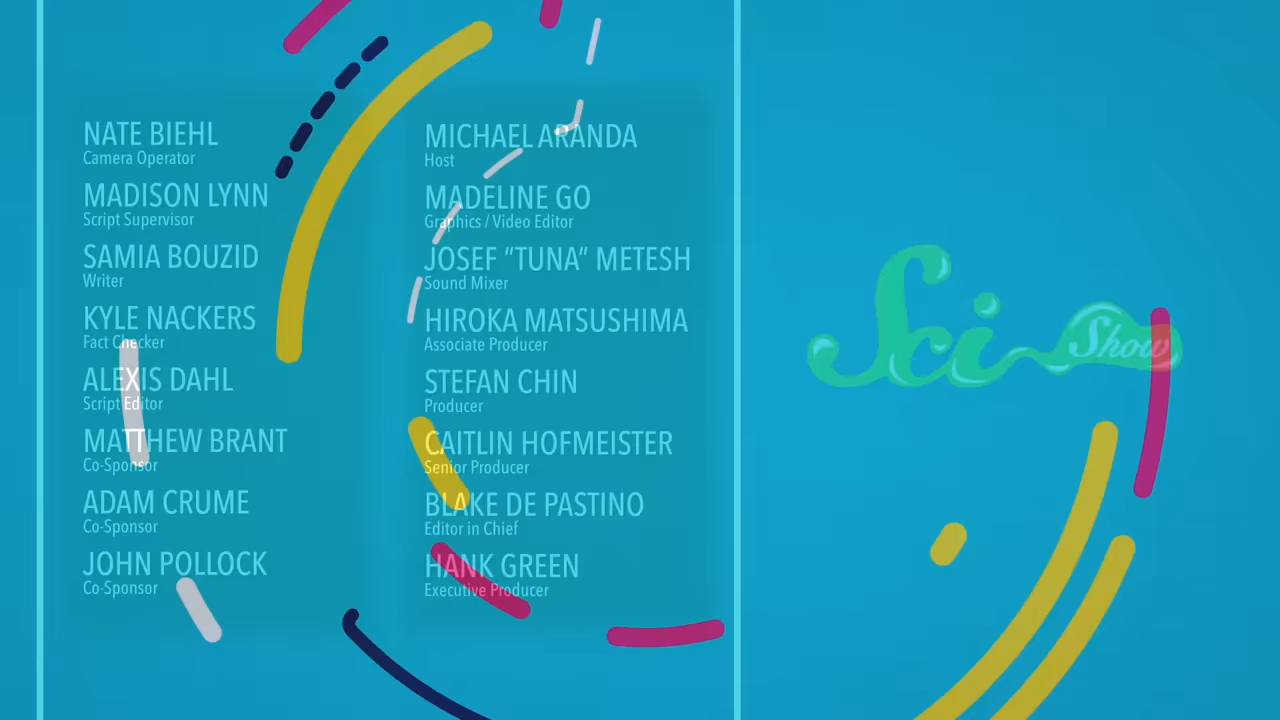 NATE BIEHL
Camera Operator
MADISON LYNN
Script Supervisor
SAMIA BOUZID
Writer
KYLE NACKERS
Fact Checker
ALEXIS DAHL
Script Editor
MATTHEW BRANT
Co-Sponsor
ADAM CRUME
Co-Sponsor
JOHN POLLOCK
Co-Sponsor
MICHAEL ARANDA
Host
MADELINE GO
Graphics / Video Editor
JOSEF “TUNA” METESH
Sound Mixer
HIROKA MATSUSHIMA
Associate Producer
STEFAN CHIN
Producer
CAITLIN HOFMEISTER
Senior Producer
BLAKE DE PASTINO
Editor in Chief
HANK GREEN
Executive Producer
Sci Show